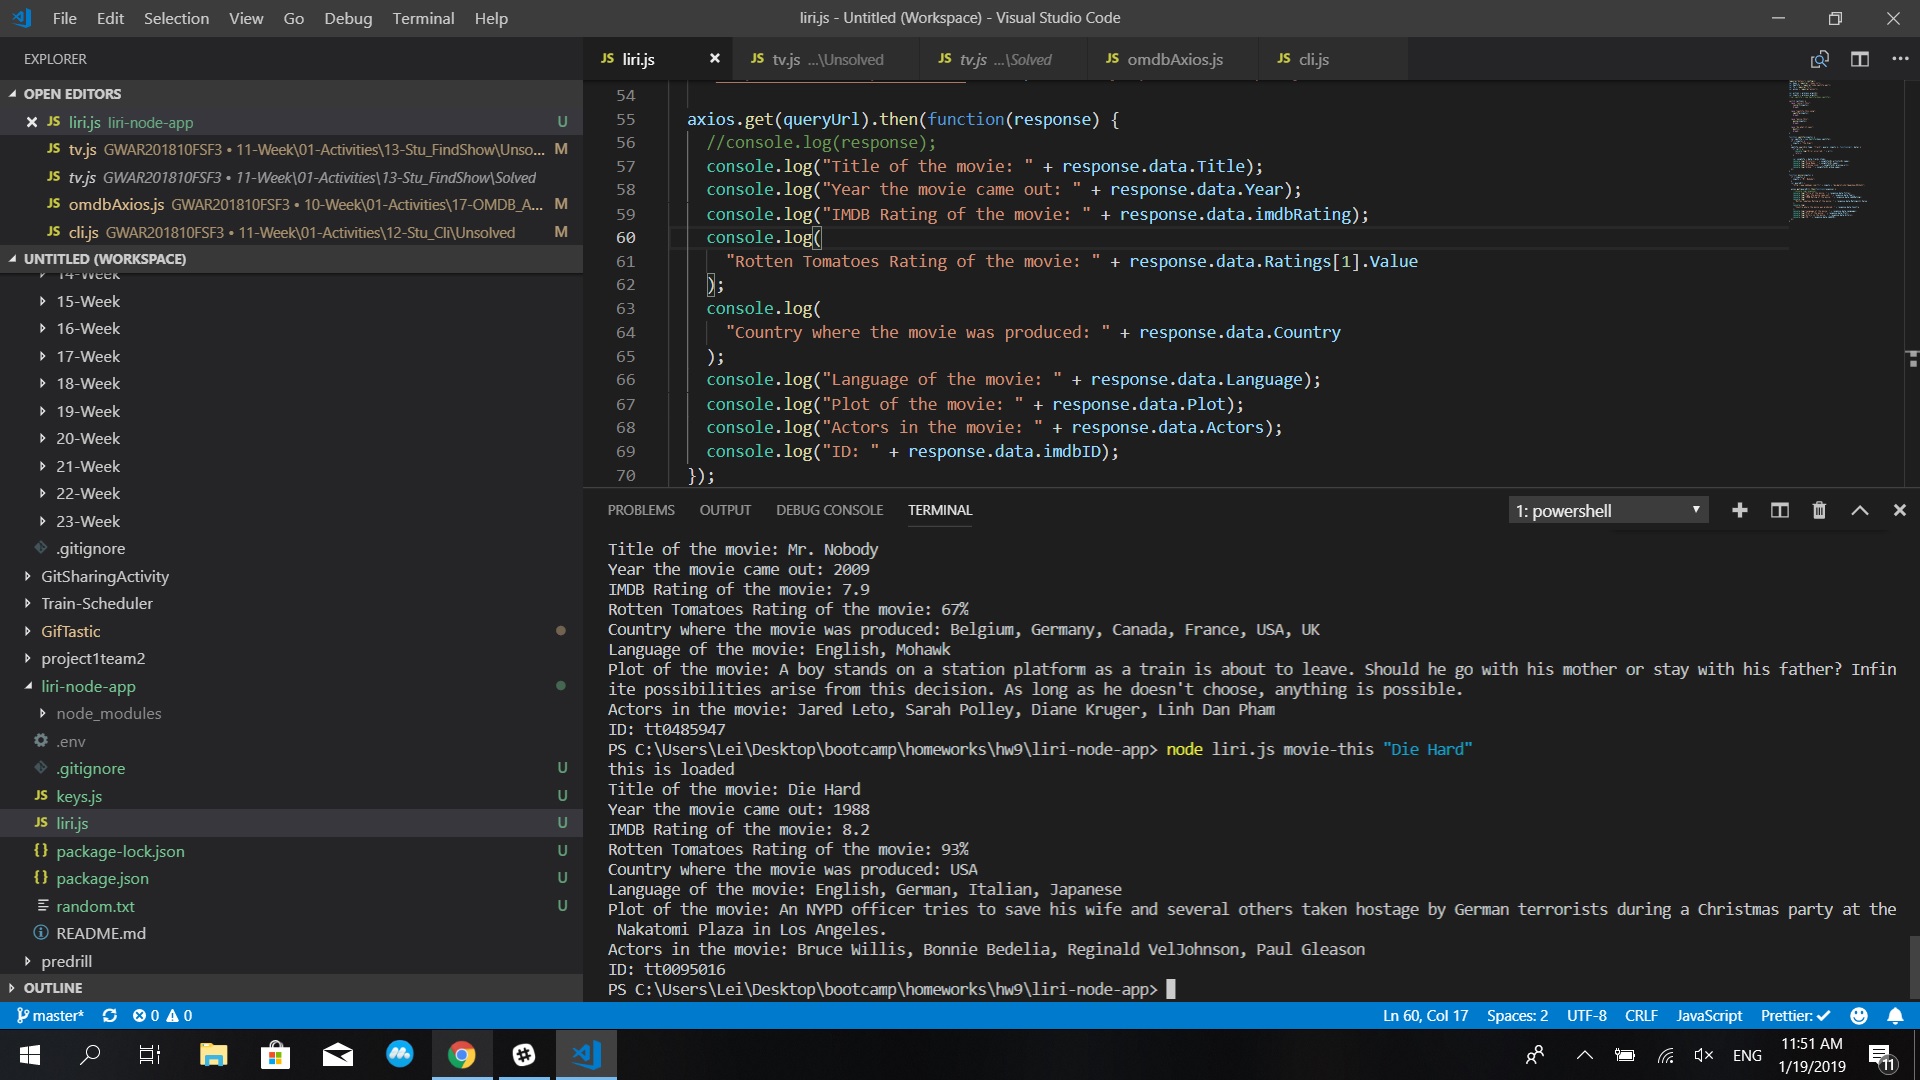 File Edit Selection View Go Debug Terminal Help
liri.js - Untitled (Workspace) - Visual Studio Code
EXPLORER
JS liri.js
JS tv.js ...\Unsolved
JS tv.js ...\Solved
JS omdbAxios.js
JS cli.js
OPEN EDITORS
JS liri.js liri-node-app U
JS tv.js GWAR201810FSF3 • 11-Week\01-Activities\13-Stu_FindShow\Unso... M
JS tv.js GWAR201810FSF3 • 11-Week\01-Activities\13-Stu_FindShow\Solved
JS omdbAxios.js GWAR201810FSF3 • 10-Week\01-Activities\17-OMDB_A... M
JS cli.js GWAR201810FSF3 • 11-Week\01-Activities\12-Stu_Cli\Unsolved M
UNTITLED (WORKSPACE)
14-Week
15-Week
16-Week
17-Week
18-Week
19-Week
20-Week
21-Week
22-Week
23-Week
.gitignore
GitSharingActivity
Train-Scheduler
GifTastic
project1team2
liri-node-app
node_modules
.env
.gitignore U
JS keys.js U
JS liri.js U
{} package-lock.json U
{} package.json U
random.txt U
README.md
predrill
OUTLINE
54
55 axios.get(queryUrl).then(function(response) {
56 //console.log(response);
57 console.log("Title of the movie: " + response.data.Title);
58 console.log("Year the movie came out: " + response.data.Year);
59 console.log("IMDB Rating of the movie: " + response.data.imdbRating);
60 console.log(
61 "Rotten Tomatoes Rating of the movie: " + response.data.Ratings[1].Value
62 );
63 console.log(
64 "Country where the movie was produced: " + response.data.Country
65 );
66 console.log("Language of the movie: " + response.data.Language);
67 console.log("Plot of the movie: " + response.data.Plot);
68 console.log("Actors in the movie: " + response.data.Actors);
69 console.log("ID: " + response.data.imdbID);
70 });
PROBLEMS OUTPUT DEBUG CONSOLE TERMINAL
1: powershell
Title of the movie: Mr. Nobody
Year the movie came out: 2009
IMDB Rating of the movie: 7.9
Rotten Tomatoes Rating of the movie: 67%
Country where the movie was produced: Belgium, Germany, Canada, France, USA, UK
Language of the movie: English, Mohawk
Plot of the movie: A boy stands on a station platform as a train is about to leave. Should he go with his mother or stay with his father? Infin
ite possibilities arise from this decision. As long as he doesn't choose, anything is possible.
Actors in the movie: Jared Leto, Sarah Polley, Diane Kruger, Linh Dan Pham
ID: tt0485947
PS C:\Users\Lei\Desktop\bootcamp\homeworks\hw9\liri-node-app> node liri.js movie-this "Die Hard"
this is loaded
Title of the movie: Die Hard
Year the movie came out: 1988
IMDB Rating of the movie: 8.2
Rotten Tomatoes Rating of the movie: 93%
Country where the movie was produced: USA
Language of the movie: English, German, Italian, Japanese
Plot of the movie: An NYPD officer tries to save his wife and several others taken hostage by German terrorists during a Christmas party at the
Nakatomi Plaza in Los Angeles.
Actors in the movie: Bruce Willis, Bonnie Bedelia, Reginald VelJohnson, Paul Gleason
ID: tt0095016
PS C:\Users\Lei\Desktop\bootcamp\homeworks\hw9\liri-node-app>
master* 0 0
Ln 60, Col 17 Spaces: 2 UTF-8 CRLF JavaScript Prettier: ✓
ENG
11:51 AM
1/19/2019
11